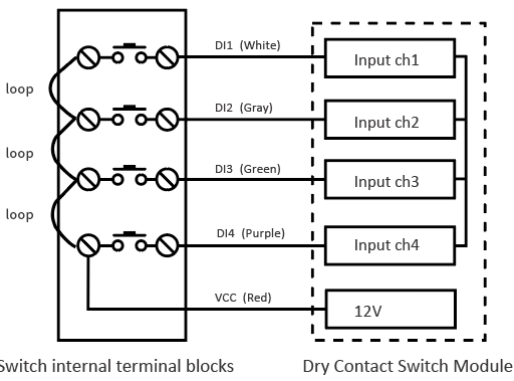 DI1 (White)
Input ch1
loop
DI2 (Gray)
Input ch2
loop
DI3 (Green)
Input ch3
loop
DI4 (Purple)
Input ch4
VCC (Red)
12V
Switch internal terminal blocks
Dry Contact Switch Module